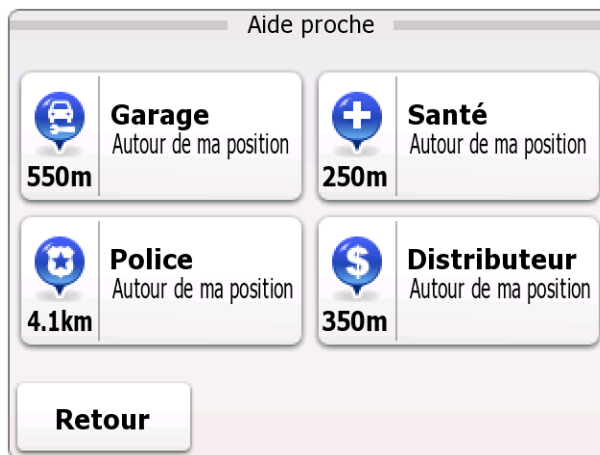 Aide proche
Garage
Autour de ma position
550m
Santé
Autour de ma position
250m
Police
Autour de ma position
4.1km
Distributeur
Autour de ma position
$
350m
Retour